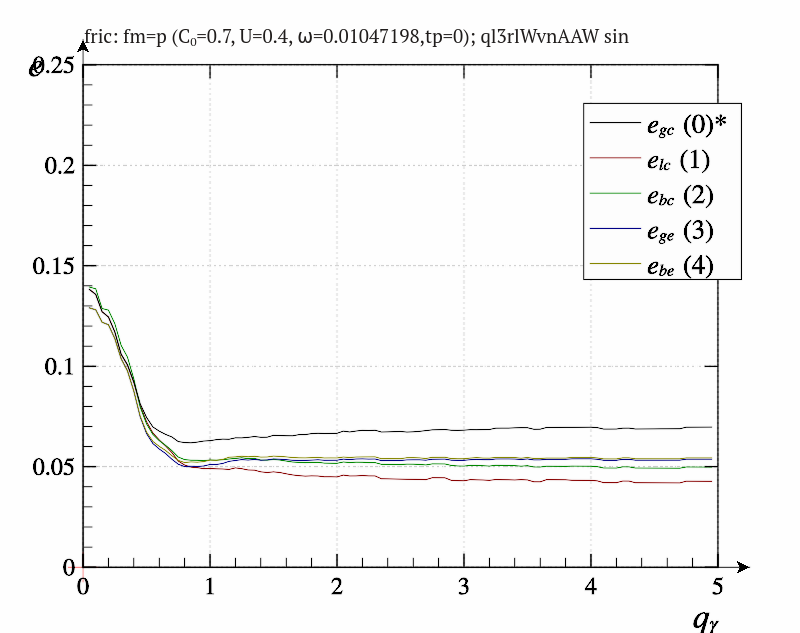 fric: fm=p (C₀=0.7, U=0.4, ω=0.01047198,tp=0); ql3rlWvnAAW sin
e
0.25
0.2
0.15
0.1
0.05
0
e_gc (0)*
e_lc (1)
e_bc (2)
e_ge (3)
e_be (4)
0 1 2 3 4 5
q_γ